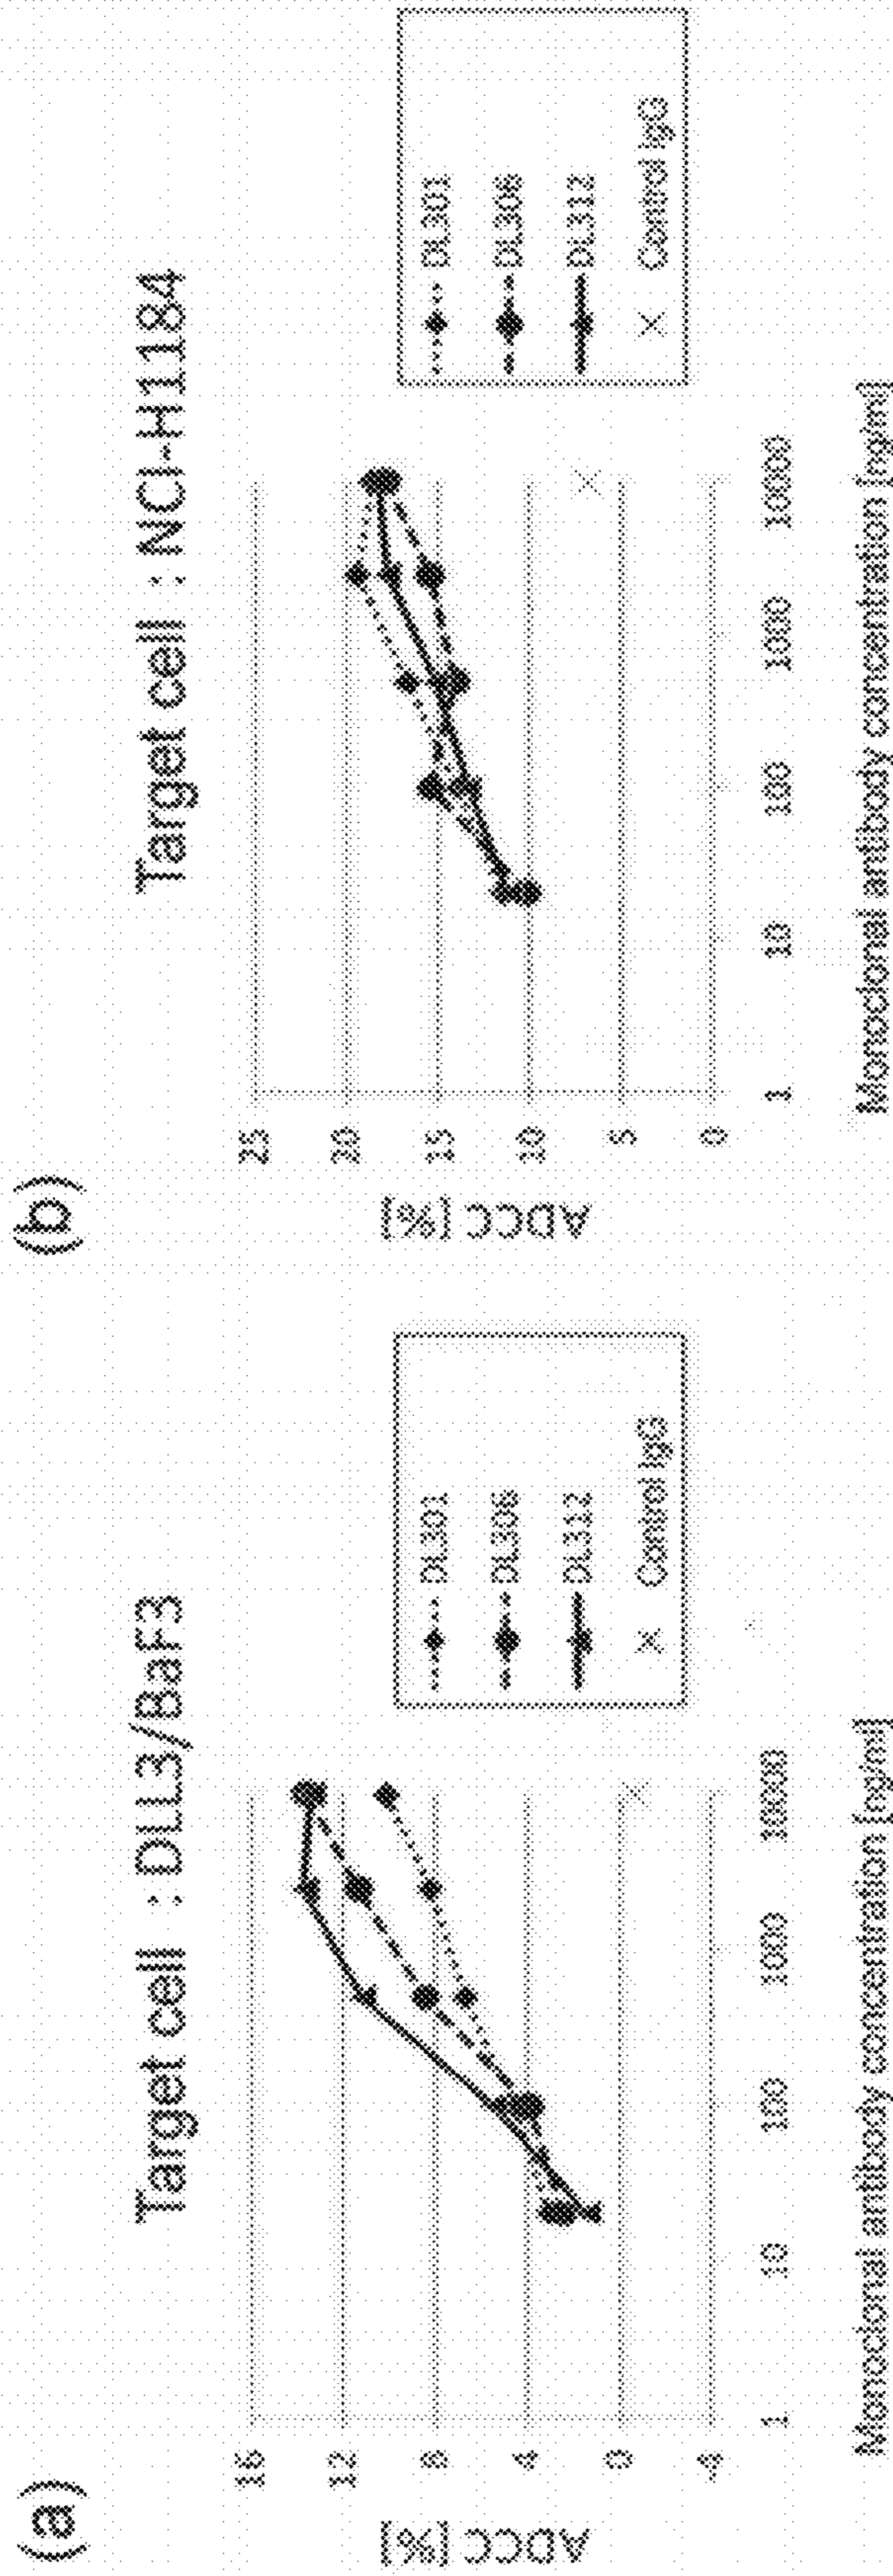 (a)
Target cell : DLL3/BaF3
ADCC [%]
16
12
8
4
0
-4
1
10
100
1000
10000
Monoclonal antibody concentration [ng/ml]
DL301
DL306
DL312
Control IgG
(b)
Target cell : NCI-H1184
ADCC [%]
25
20
15
10
5
0
1
10
100
1000
10000
Monoclonal antibody concentration [ng/ml]
DL301
DL306
DL312
Control IgG